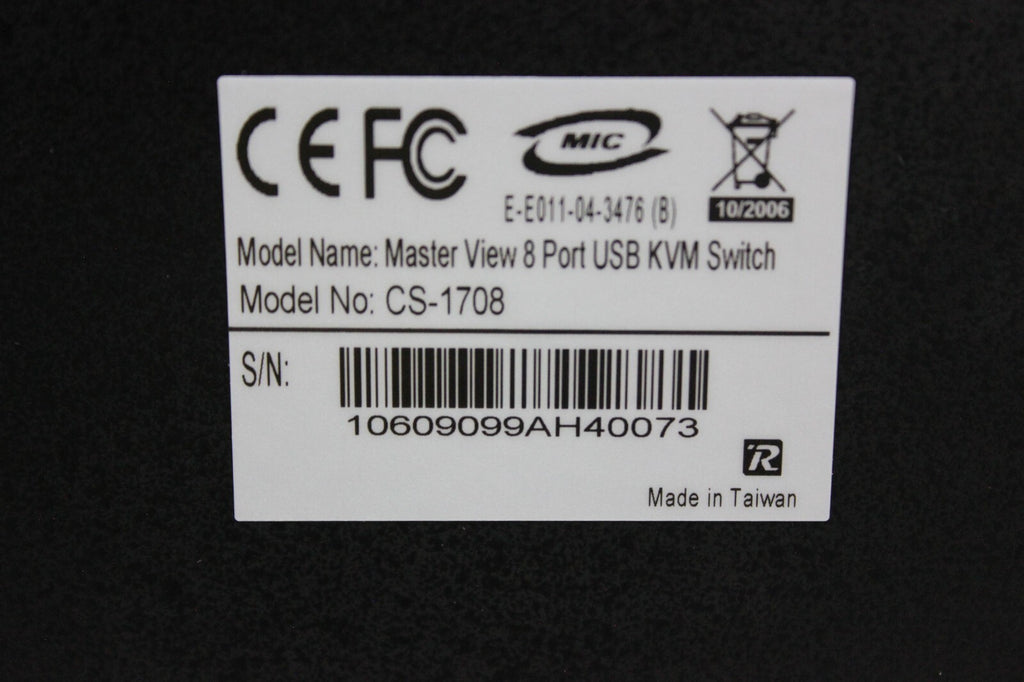 CE FC MIC
E-E011-04-3476 (B) 10/2006
Model Name: Master View 8 Port USB KVM Switch
Model No: CS-1708
S/N:
10609099AH40073
R
Made in Taiwan